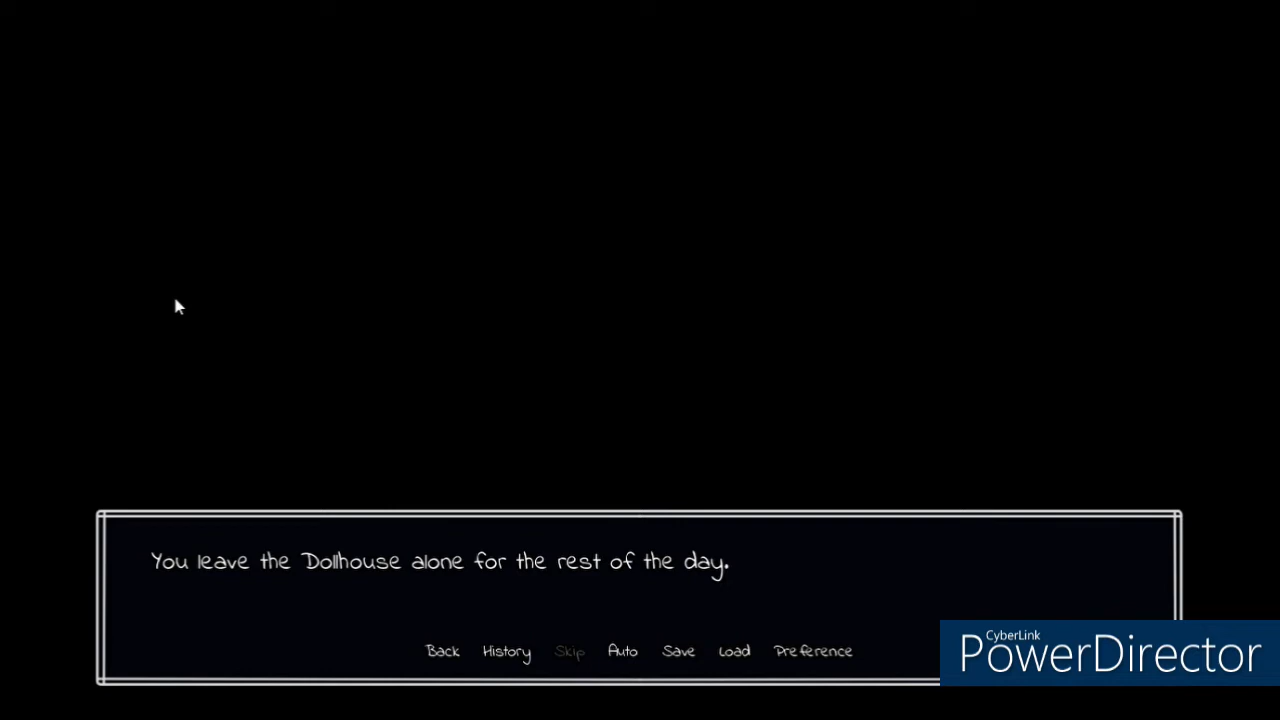 You leave the Dollhouse alone for the rest of the day.
Back History Skip Auto Save Load Preference
CyberLink
PowerDirector